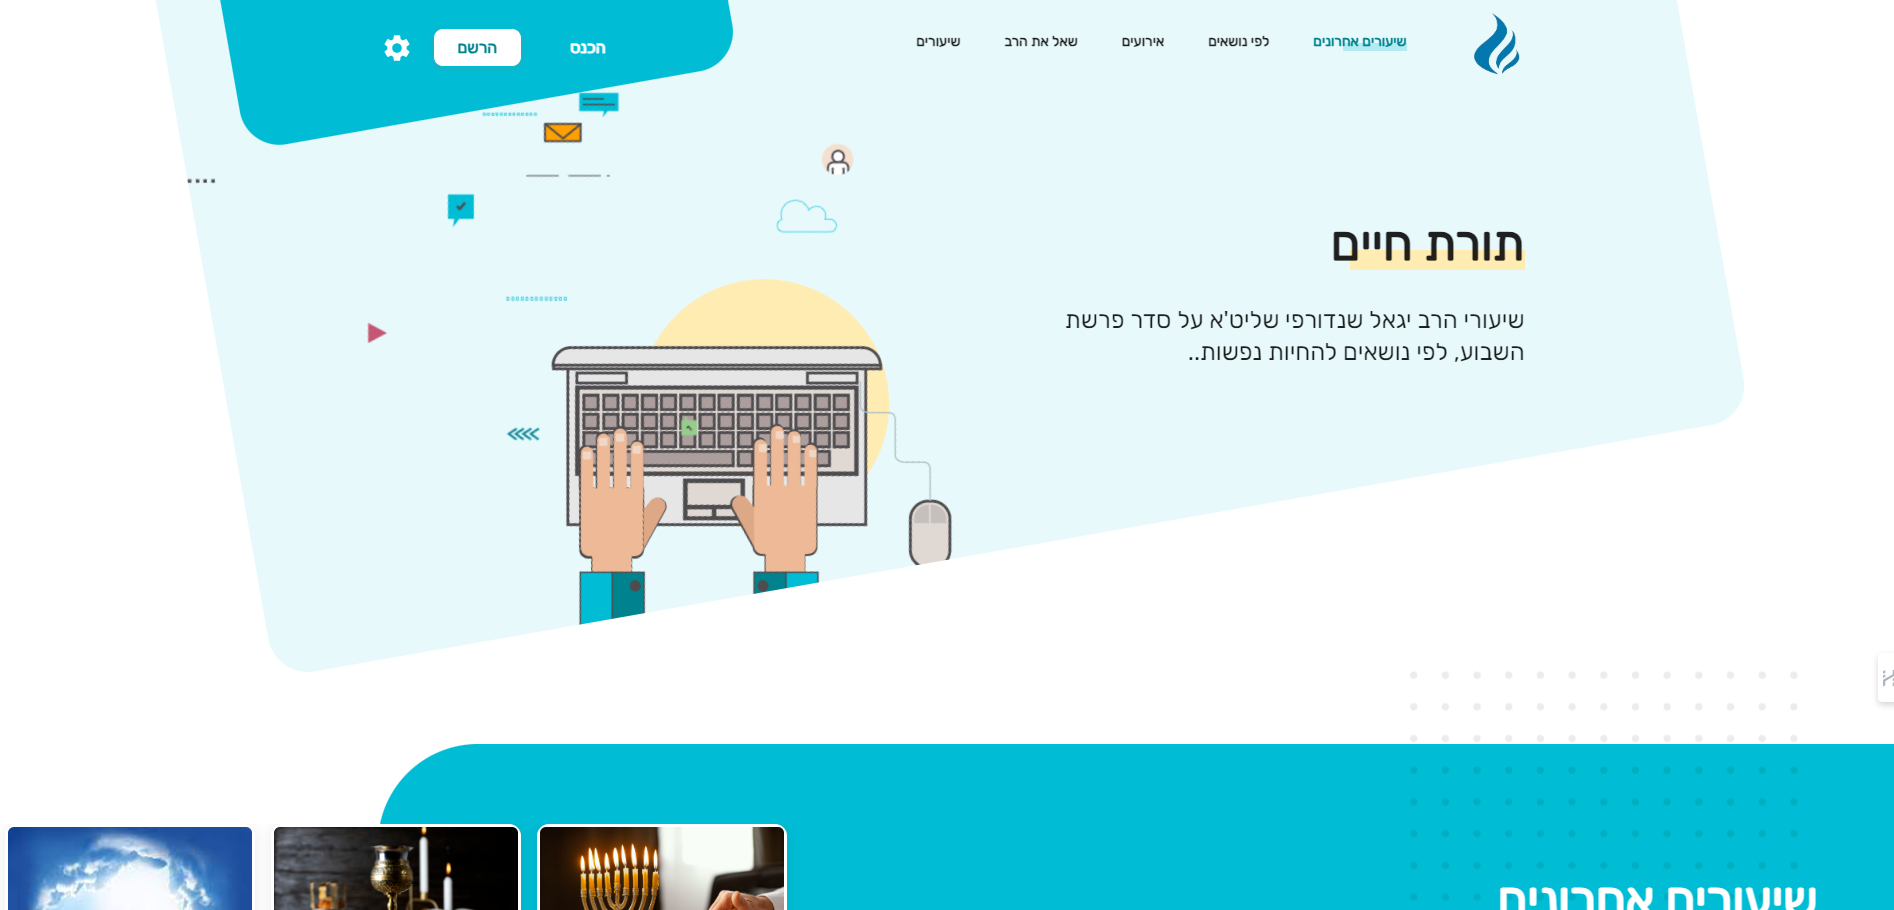 שיעורים אחרונים
לפי נושאים
אירועים
שאל את הרב
שיעורים
הכנס
הרשם
תורת חיים
שיעורי הרב יגאל שנדורפי שליט'א על סדר פרשת
השבוע, לפי נושאים להחיות נפשות..
שיעורים אחרונים